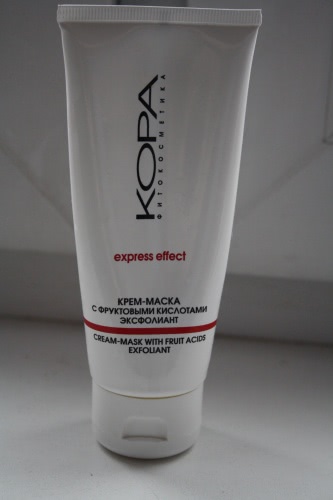 КОРА
ФИТОКОСМЕТИКА
express effect
КРЕМ-МАСКА
С ФРУКТОВЫМИ КИСЛОТАМИ
ЭКСФОЛИАНТ
CREAM-MASK WITH FRUIT ACIDS
EXFOLIANT